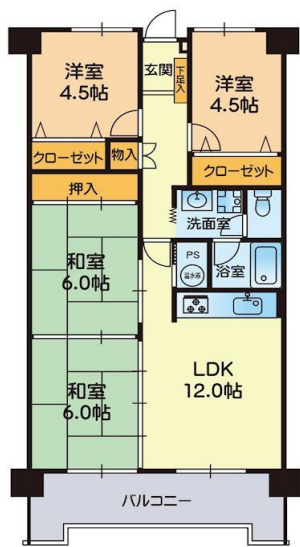 洋室
4.5帖
玄関
下足入
洋室
4.5帖
クローゼット
物入
クローゼット
押入
洗面室
和室
6.0帖
PS
温水器
浴室
和室
6.0帖
LDK
12.0帖
バルコニー